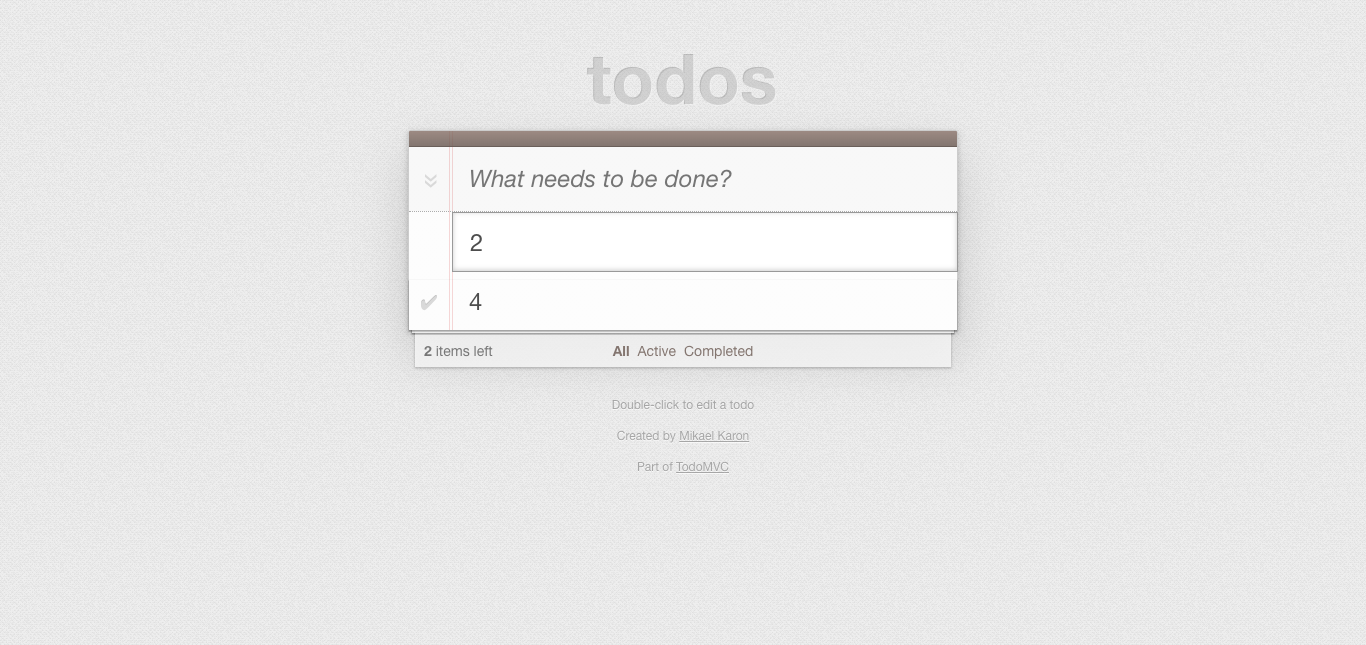 todos
What needs to be done?
2
4
2 items left All Active Completed
Double-click to edit a todo
Created by Mikael Karon
Part of TodoMVC